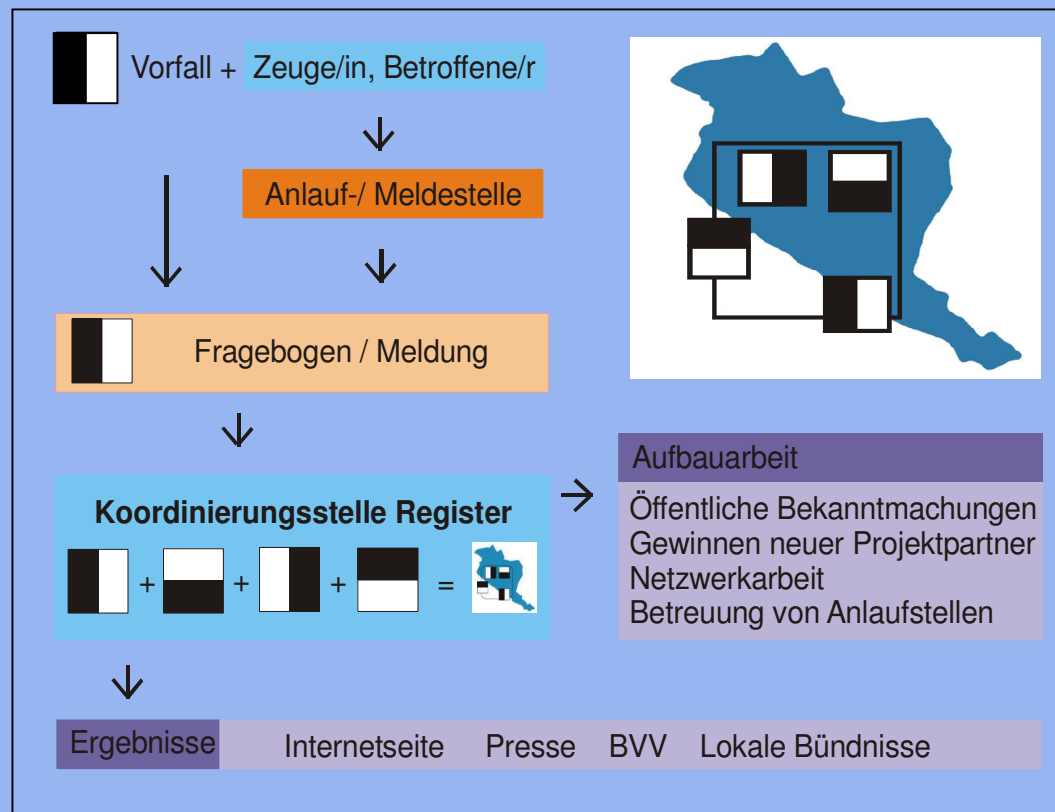 Vorfall + Zeuge/in, Betroffene/r
Anlauf-/ Meldestelle
Fragebogen / Meldung
Koordinierungsstelle Register
+ + + =
Aufbauarbeit
Öffentliche Bekanntmachungen
Gewinnen neuer Projektpartner
Netzwerkarbeit
Betreuung von Anlaufstellen
Ergebnisse Internetseite Presse BVV Lokale Bündnisse